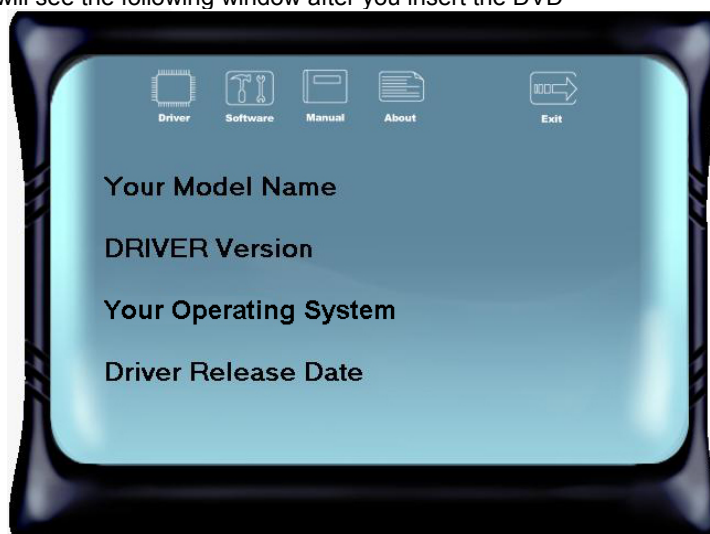 will see the following window after you insert the DVD
Driver Software Manual About Exit
Your Model Name
DRIVER Version
Your Operating System
Driver Release Date